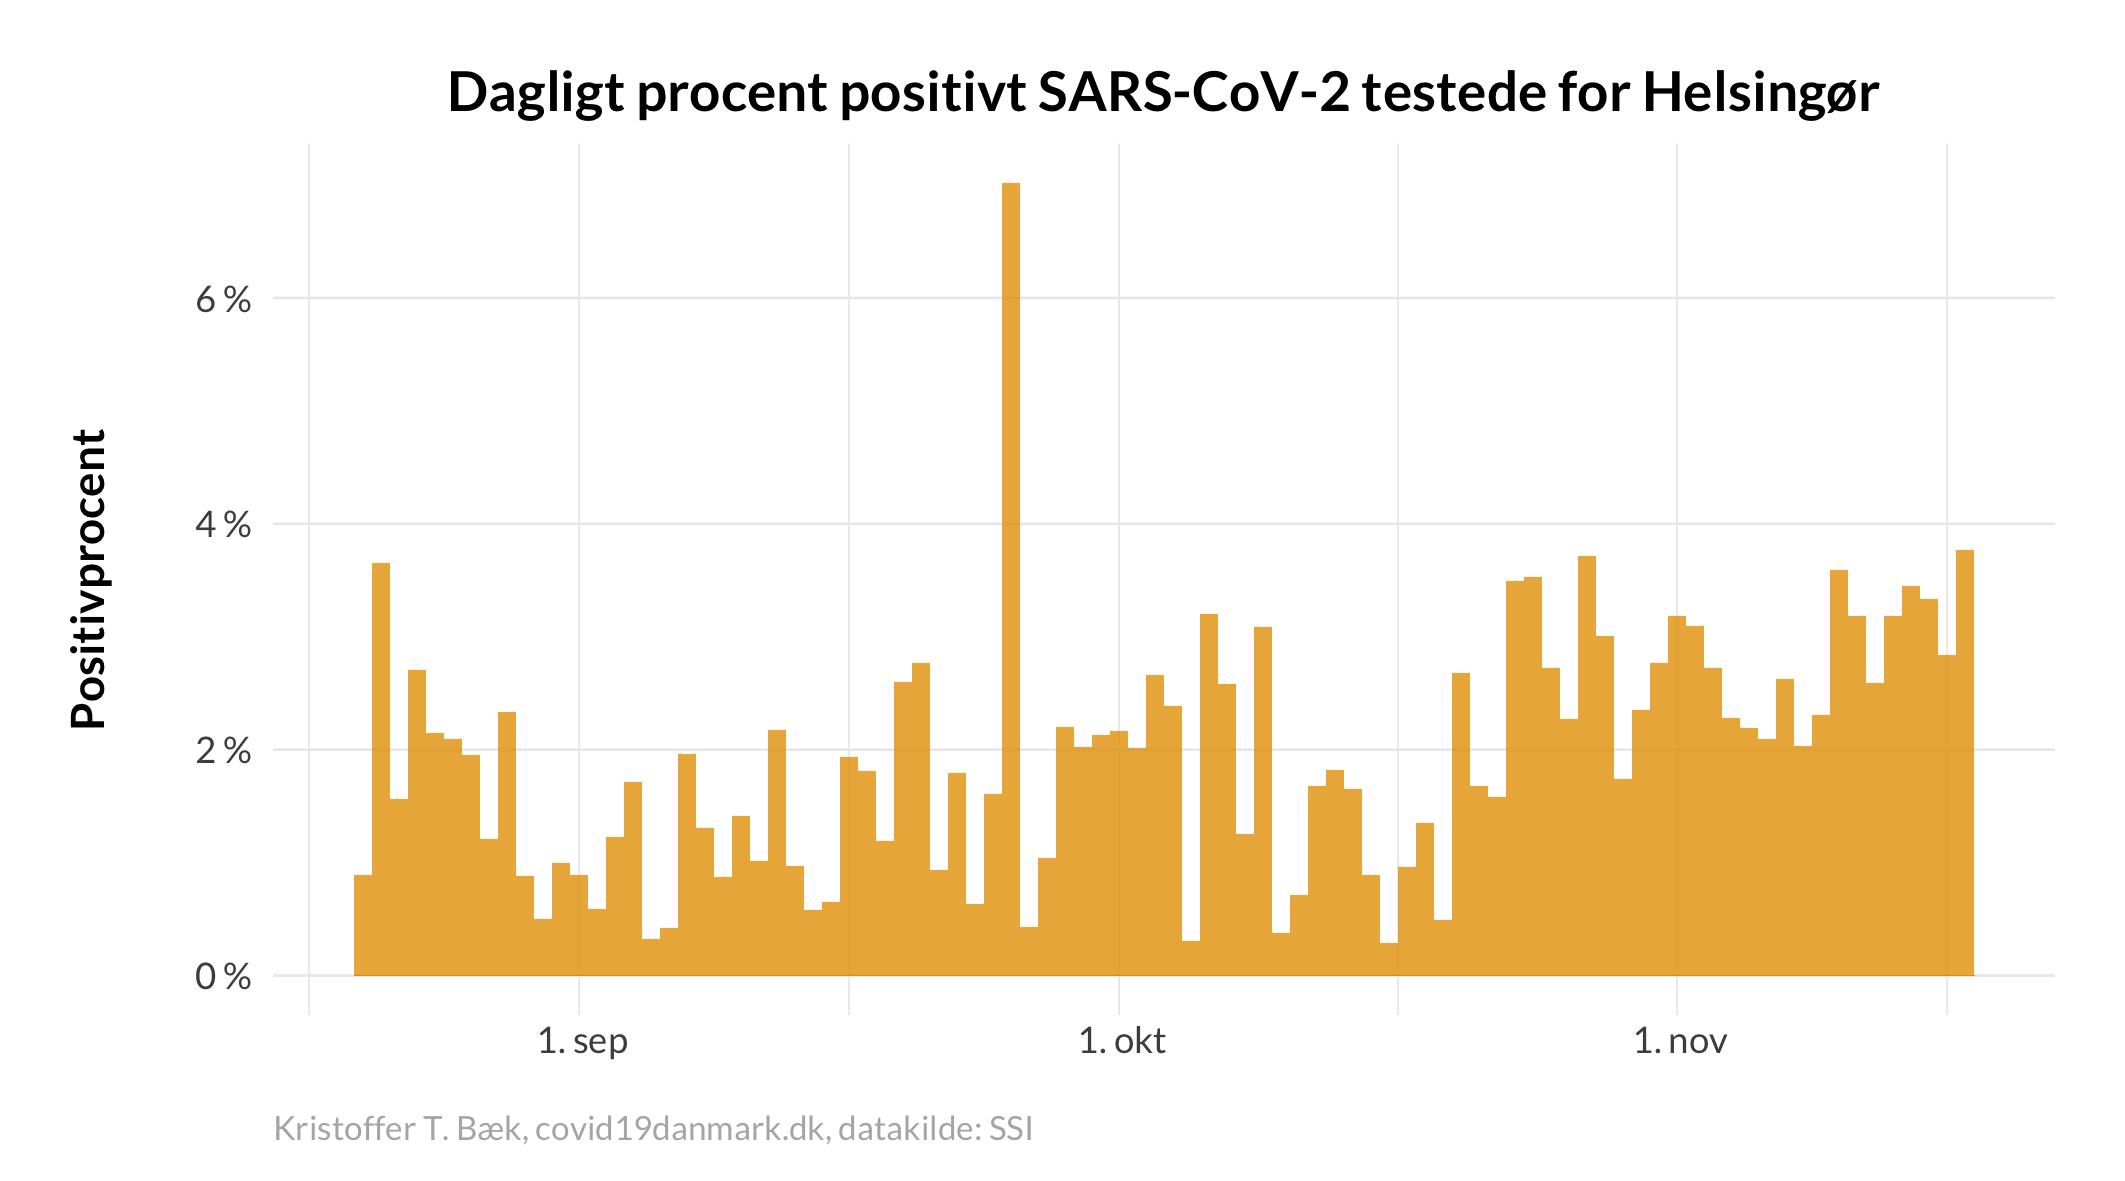 Dagligt procent positivt SARS-CoV-2 testede for Helsingør
Positivprocent
6 %
4 %
2 %
0 %
1. sep
1. okt
1. nov
Kristoffer T. Bæk, covid19danmark.dk, datakilde: SSI